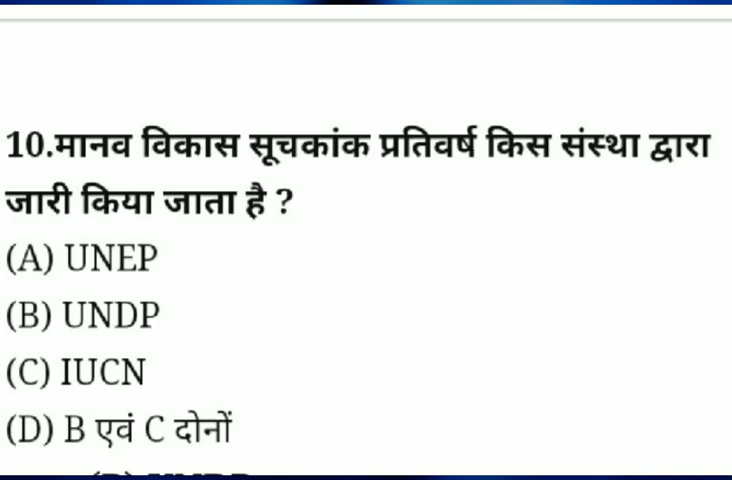 10.मानव विकास सूचकांक प्रतिवर्ष किस संस्था द्वारा
जारी किया जाता है ?
(A) UNEP
(B) UNDP
(C) IUCN
(D) B एवं C दोनों